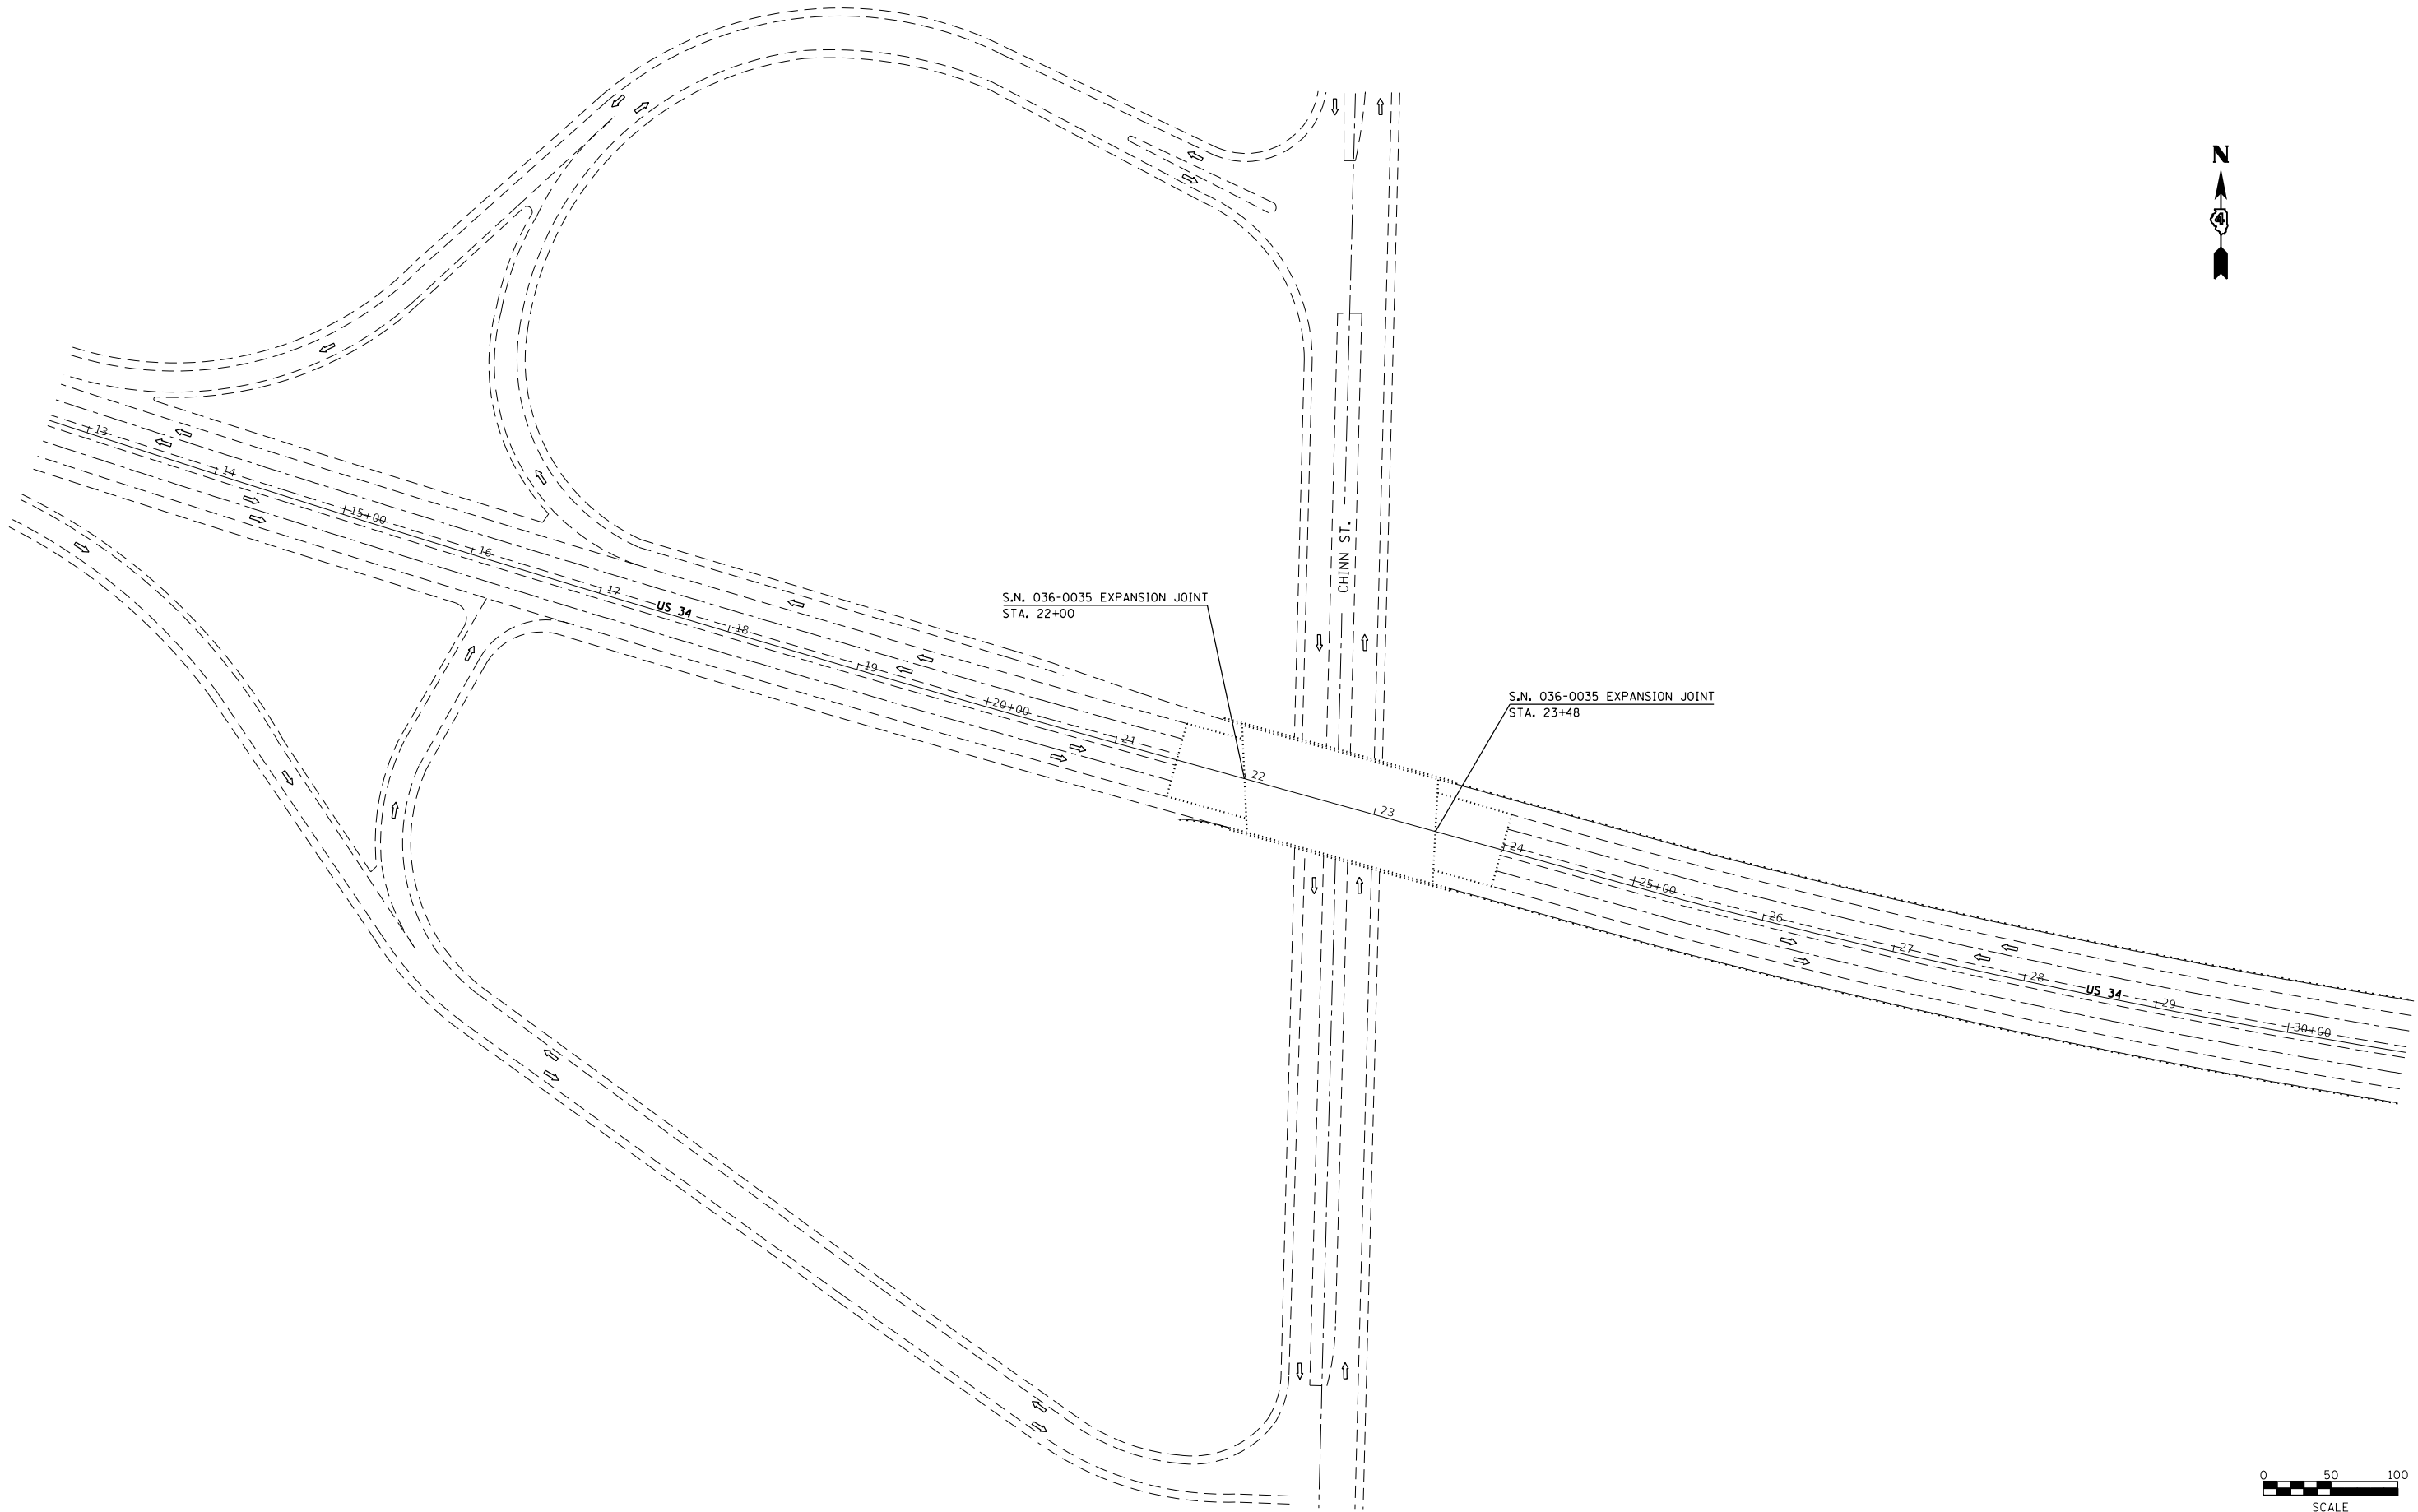 N
4
13
14
15+00
16
17
US 34
18
19
20+00
21
22
23
24
25+00
26
27
28
US 34
29
30+00
CHINN ST.
S.N. 036-0035 EXPANSION JOINT
STA. 22+00
S.N. 036-0035 EXPANSION JOINT
STA. 23+48
0 50 100
SCALE